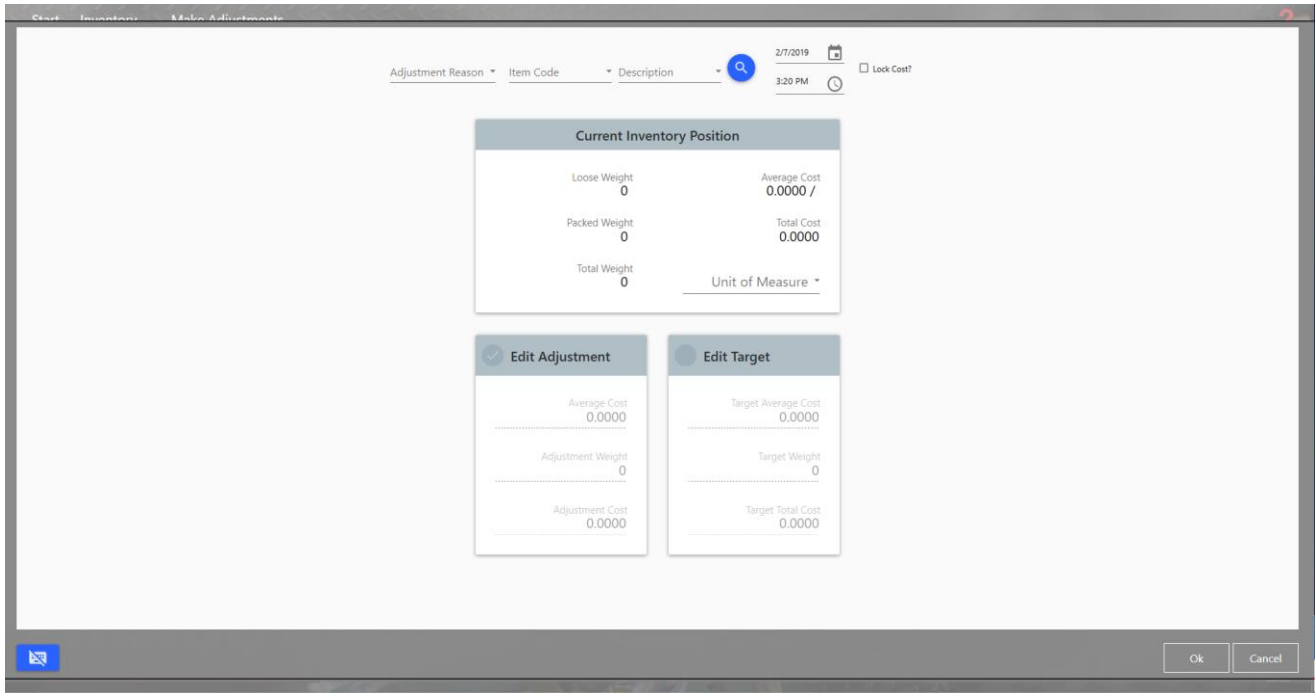 Start Inventory Make Adjustments
Adjustment Reason Item Code Description
2/7/2019
3:20 PM
Lock Cost?
Current Inventory Position
Loose Weight Average Cost
0 0.0000 /
Packed Weight Total Cost
0 0.0000
Total Weight
0 Unit of Measure
Edit Adjustment Edit Target
Average Cost Target Average Cost
0.0000 0.0000
Adjustment Weight Target Weight
0 0
Adjustment Cost Target Total Cost
0.0000 0.0000
Ok Cancel